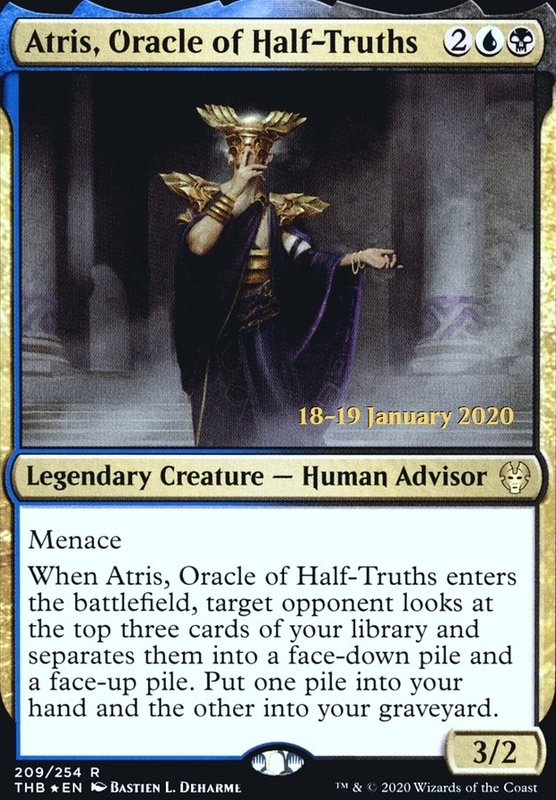 Atris, Oracle of Half-Truths 2
18–19 January 2020
Legendary Creature — Human Advisor
Menace
When Atris, Oracle of Half-Truths enters
the battlefield, target opponent looks at
the top three cards of your library and
separates them into a face-down pile and
a face-up pile. Put one pile into your
hand and the other into your graveyard.
3/2
209/254 R
THB ★ EN Bastien L. Deharme ™ & © 2020 Wizards of the Coast